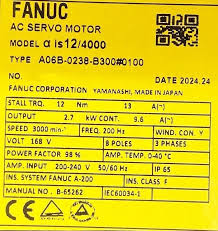 FANUC
AC SERVO MOTOR
MODEL α is 12/4000
TYPE A06B-0238-B300#0100
NO DATE 2024.24
FANUC CORPORATION YAMANASHI, MADE IN JAPAN
STALL TRQ. 12 Nm 13 A(~)
OUTPUT 2.7 kW CONT. 9.6 A(~)
SPEED 3000 min⁻¹ FREQ. 200 Hz WIND. CON. Y
VOLT 168 V 8 POLES 3 PHASES
POWER FACTOR 98 % AMB. TEMP. 0-40°C
AMP. INPUT 200-240 V 50/60 Hz IP 65
INS. SYSTEM FANUC A-200 INS. CLASS F
MANUAL NO. B-65262 IEC60034-1